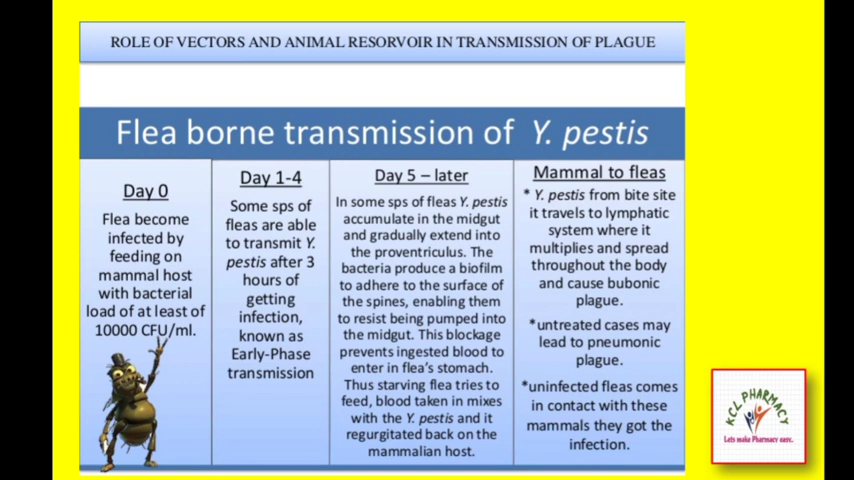 ROLE OF VECTORS AND ANIMAL RESORVOIR IN TRANSMISSION OF PLAGUE
Flea borne transmission of Y. pestis
Day 0
Flea become
infected by
feeding on
mammal host
with bacterial
load of at least of
10000 CFU/ml.
Day 1-4
Some sps of
fleas are able
to transmit Y.
pestis after 3
hours of
getting
infection,
known as
Early-Phase
transmission
Day 5 – later
In some sps of fleas Y. pestis
accumulate in the midgut
and gradually extend into
the proventriculus. The
bacteria produce a biofilm
to adhere to the surface of
the spines, enabling them
to resist being pumped into
the midgut. This blockage
prevents ingested blood to
enter in flea's stomach.
Thus starving flea tries to
feed, blood taken in mixes
with the Y. pestis and it
regurgitated back on the
mammalian host.
Mammal to fleas
* Y. pestis from bite site
it travels to lymphatic
system where it
multiplies and spread
throughout the body
and cause bubonic
plague.
*untreated cases may
lead to pneumonic
plague.
*uninfected fleas comes
in contact with these
mammals they got the
infection.
KCL PHARMACY
Lets make Pharmacy easy.